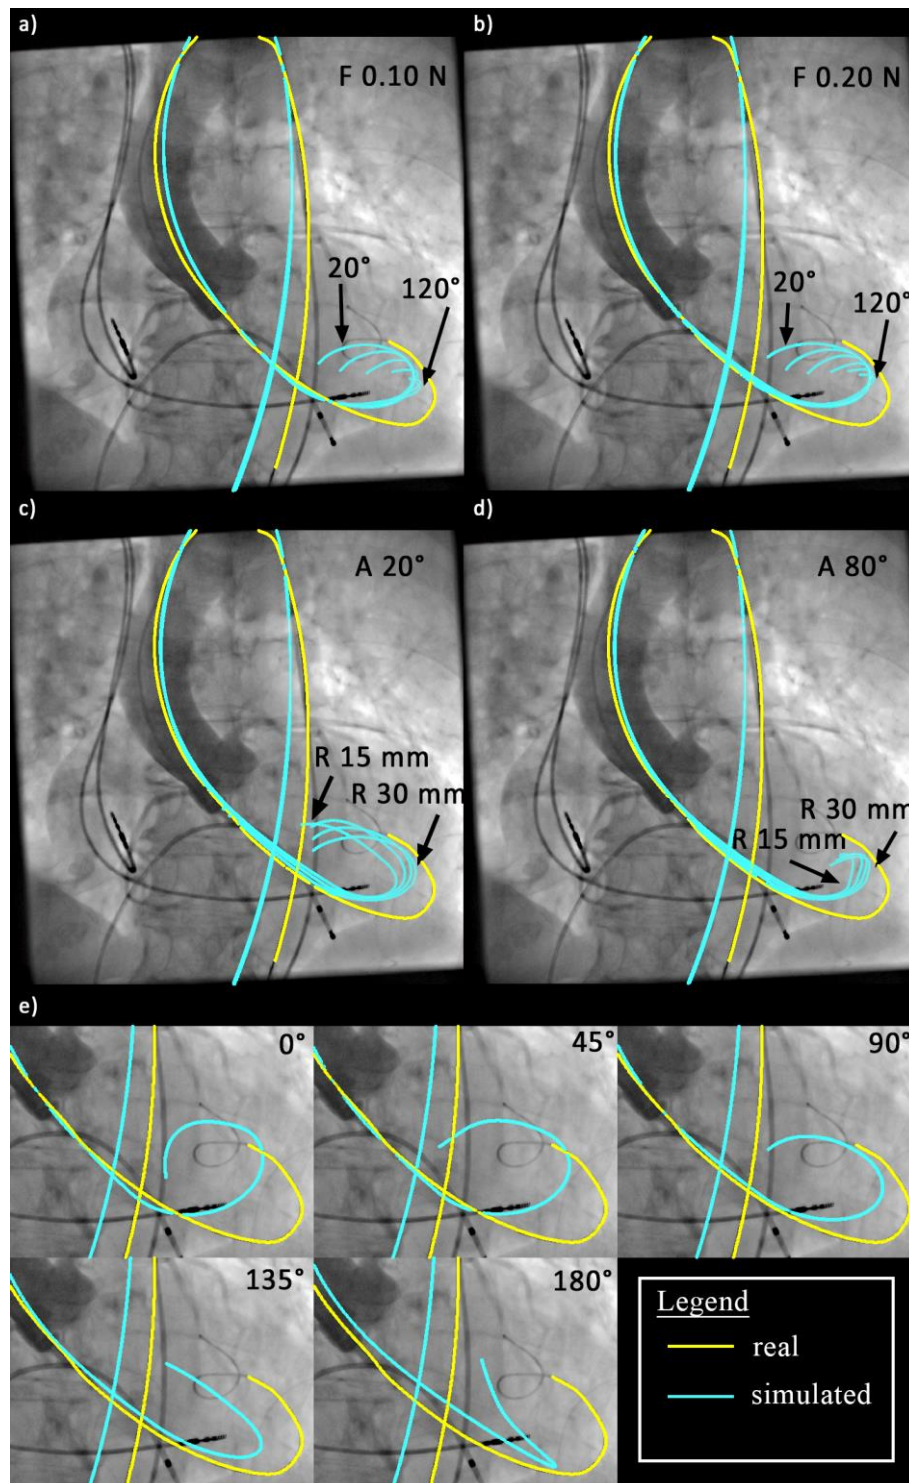 a)
F 0.10 N
20°
120°
b)
F 0.20 N
20°
120°
c)
A 20°
R 15 mm
R 30 mm
d)
A 80°
R 30 mm
R 15 mm
e)
0°
45°
90°
135°
180°
Legend
real
simulated